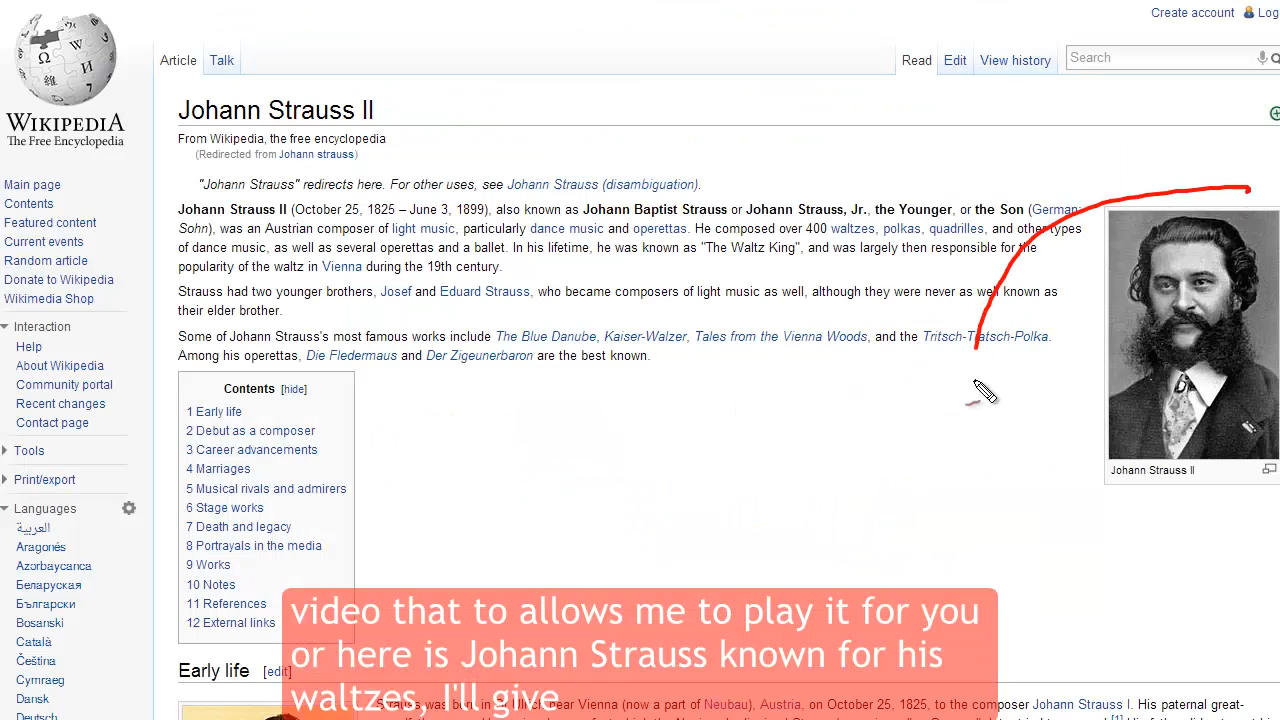 Create account Log
WIKIPEDIA
The Free Encyclopedia
Article Talk
Read Edit View history
Search
Johann Strauss II
From Wikipedia, the free encyclopedia
(Redirected from Johann strauss)
"Johann Strauss" redirects here. For other uses, see Johann Strauss (disambiguation).
Johann Strauss II (October 25, 1825 – June 3, 1899), also known as Johann Baptist Strauss or Johann Strauss, Jr., the Younger, or the Son (German:
Sohn), was an Austrian composer of light music, particularly dance music and operettas. He composed over 400 waltzes, polkas, quadrilles, and other types
of dance music, as well as several operettas and a ballet. In his lifetime, he was known as "The Waltz King", and was largely then responsible for the
popularity of the waltz in Vienna during the 19th century.
Strauss had two younger brothers, Josef and Eduard Strauss, who became composers of light music as well, although they were never as well known as
their elder brother.
Some of Johann Strauss's most famous works include The Blue Danube, Kaiser-Walzer, Tales from the Vienna Woods, and the Tritsch-Tratsch-Polka.
Among his operettas, Die Fledermaus and Der Zigeunerbaron are the best known.
Johann Strauss II
Contents [hide]
1 Early life
2 Debut as a composer
3 Career advancements
4 Marriages
5 Musical rivals and admirers
6 Stage works
7 Death and legacy
8 Portrayals in the media
9 Works
10 Notes
11 References
12 External links
Early life [edit]
Main page
Contents
Featured content
Current events
Random article
Donate to Wikipedia
Wikimedia Shop
Interaction
Help
About Wikipedia
Community portal
Recent changes
Contact page
Tools
Print/export
Languages
العربية
Aragonés
Azərbaycanca
Беларуская
Български
Bosanski
Català
Čeština
Cymraeg
Dansk
Deutsch
video that to allows me to play it for you
or here is Johann Strauss known for his
waltzes, I'll give
Strauss was born in St Ulrich near Vienna (now a part of Neubau), Austria, on October 25, 1825, to the composer Johann Strauss I. His paternal great-